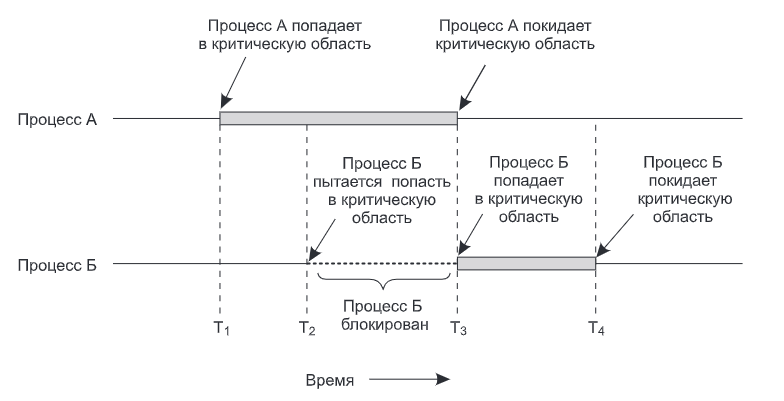 Процесс А попадает
в критическую область
Процесс А покидает
критическую область
Процесс А
Процесс Б
пытается попасть
в критическую
область
Процесс Б
попадает
в критическую
область
Процесс Б
покидает
критическую
область
Процесс Б
Процесс Б
блокирован
T1
T2
T3
T4
Время